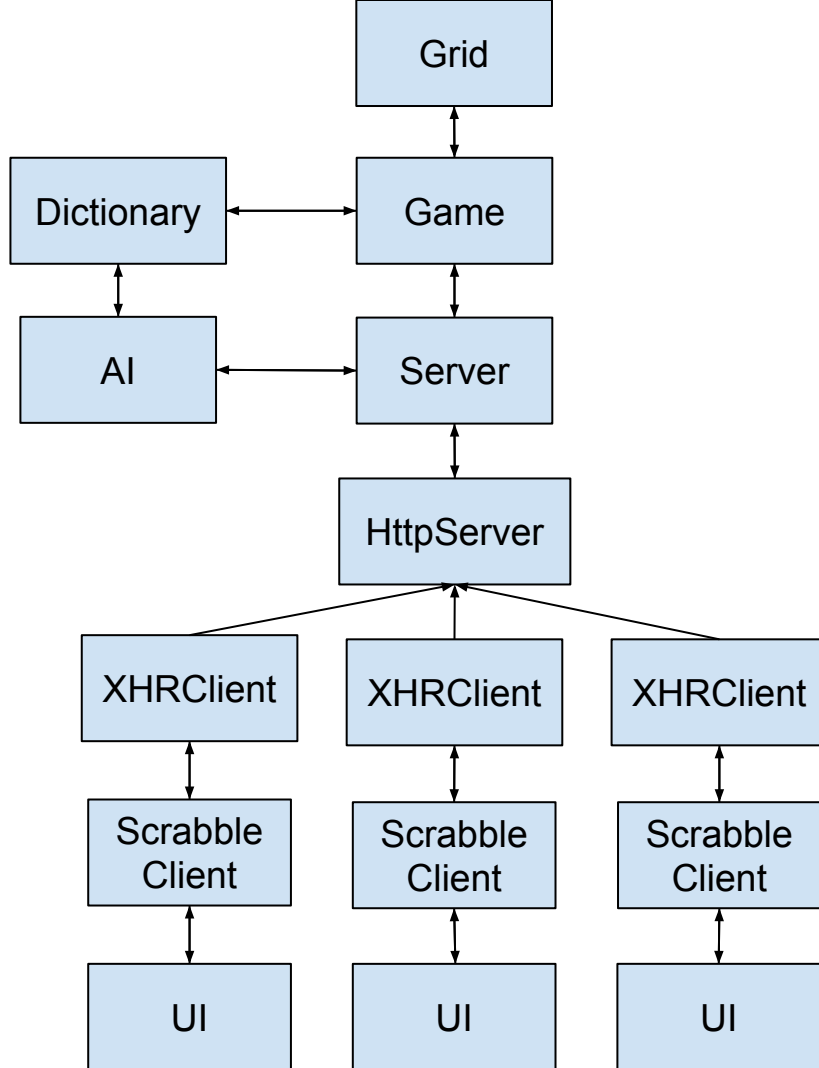 Grid
Dictionary
Game
AI
Server
HttpServer
XHRClient
XHRClient
XHRClient
Scrabble
Client
Scrabble
Client
Scrabble
Client
UI
UI
UI